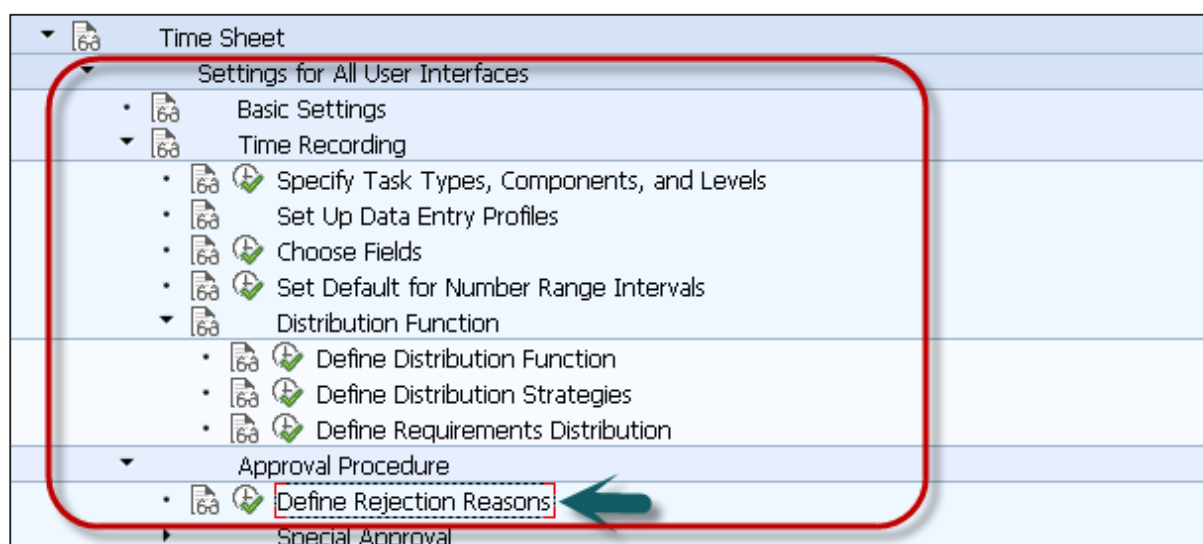 Time Sheet
Settings for All User Interfaces
Basic Settings
Time Recording
Specify Task Types, Components, and Levels
Set Up Data Entry Profiles
Choose Fields
Set Default for Number Range Intervals
Distribution Function
Define Distribution Function
Define Distribution Strategies
Define Requirements Distribution
Approval Procedure
Define Rejection Reasons
Special Approval